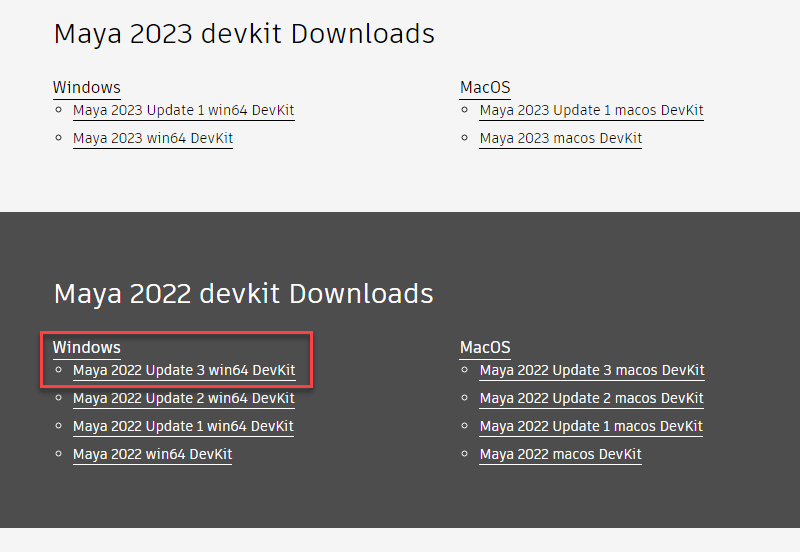 Maya 2023 devkit Downloads
Windows
Maya 2023 Update 1 win64 DevKit
Maya 2023 win64 DevKit
MacOS
Maya 2023 Update 1 macos DevKit
Maya 2023 macos DevKit
Maya 2022 devkit Downloads
Windows
Maya 2022 Update 3 win64 DevKit
Maya 2022 Update 2 win64 DevKit
Maya 2022 Update 1 win64 DevKit
Maya 2022 win64 DevKit
MacOS
Maya 2022 Update 3 macos DevKit
Maya 2022 Update 2 macos DevKit
Maya 2022 Update 1 macos DevKit
Maya 2022 macos DevKit